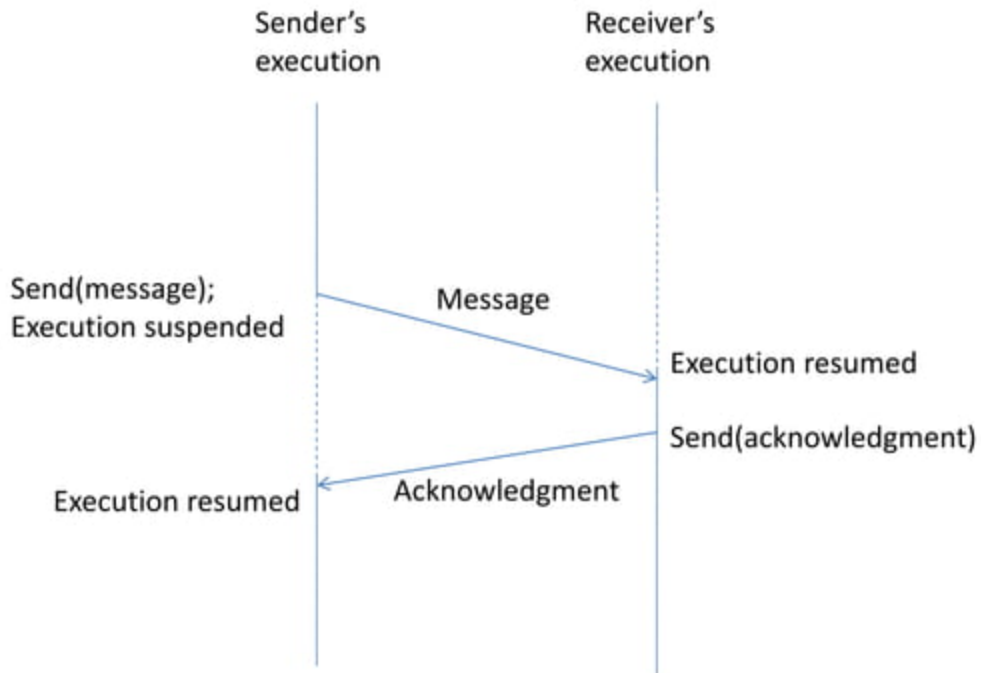 Sender's
execution
Receiver's
execution
Send(message);
Execution suspended
Message
Execution resumed
Send(acknowledgment)
Acknowledgment
Execution resumed